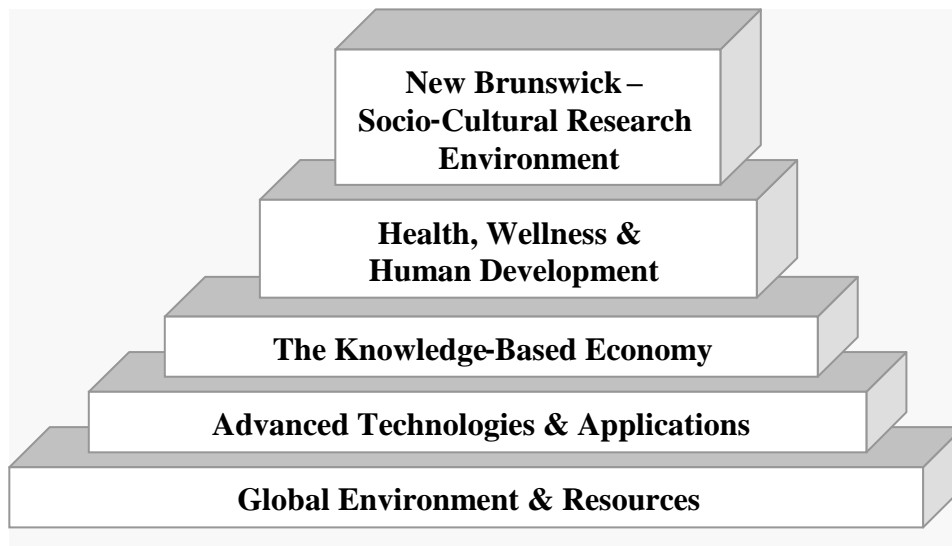 New Brunswick –
Socio-Cultural Research
Environment
Health, Wellness &
Human Development
The Knowledge-Based Economy
Advanced Technologies & Applications
Global Environment & Resources